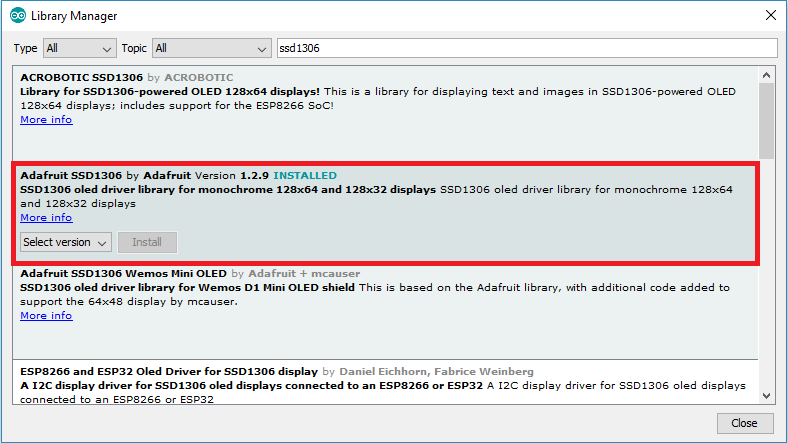 Library Manager
Type All Topic All ssd1306
ACROBOTIC SSD1306 by ACROBOTIC
Library for SSD1306-powered OLED 128x64 displays! This is a library for displaying text and images in SSD1306-powered OLED
128x64 displays; includes support for the ESP8266 SoC!
More info
Adafruit SSD1306 by Adafruit Version 1.2.9 INSTALLED
SSD1306 oled driver library for monochrome 128x64 and 128x32 displays SSD1306 oled driver library for monochrome 128x64
and 128x32 displays
More info
Select version Install
Adafruit SSD1306 Wemos Mini OLED by Adafruit + mcauser
SSD1306 oled driver library for Wemos D1 Mini OLED shield This is based on the Adafruit library, with additional code added to
support the 64x48 display by mcauser.
More info
ESP8266 and ESP32 Oled Driver for SSD1306 display by Daniel Eichhorn, Fabrice Weinberg
A I2C display driver for SSD1306 oled displays connected to an ESP8266 or ESP32 A I2C display driver for SSD1306 oled displays
connected to an ESP8266 or ESP32
Close